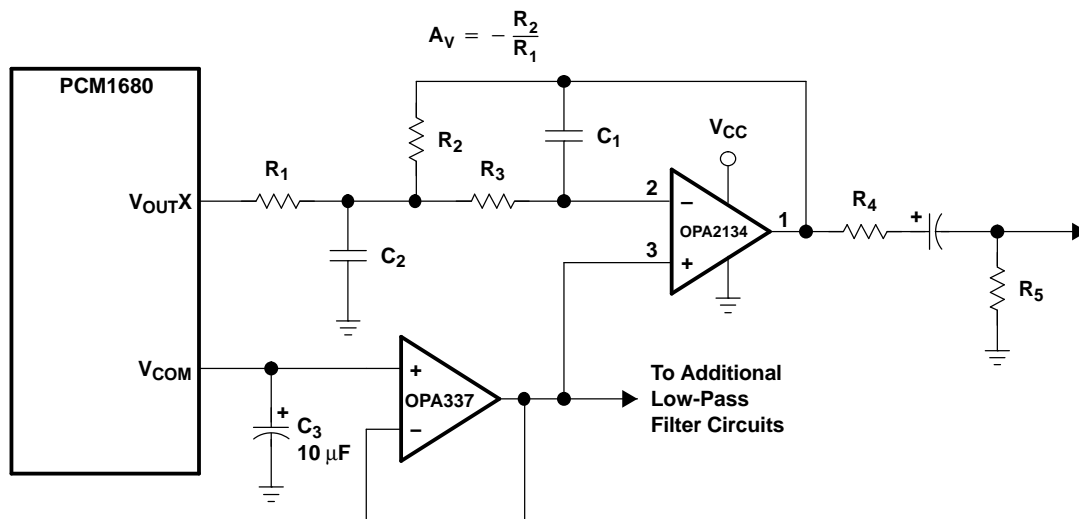 A_V = − R_2 / R_1
PCM1680
V_CC
R_2
C_1
R_1
R_3
V_OUTX
2
−
OPA2134
1
R_4
+
3
+
C_2
R_5
V_COM
+
OPA337
−
To Additional
Low-Pass
Filter Circuits
+
C_3
10 μF